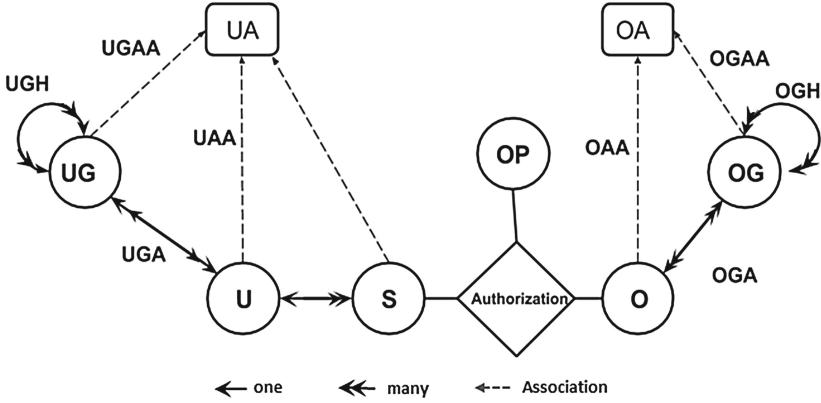 UA
OA
UGAA
OGAA
UGH
OGH
UAA
OAA
OP
UG
OG
UGA
OGA
U
S
Authorization
O
one
many
Association